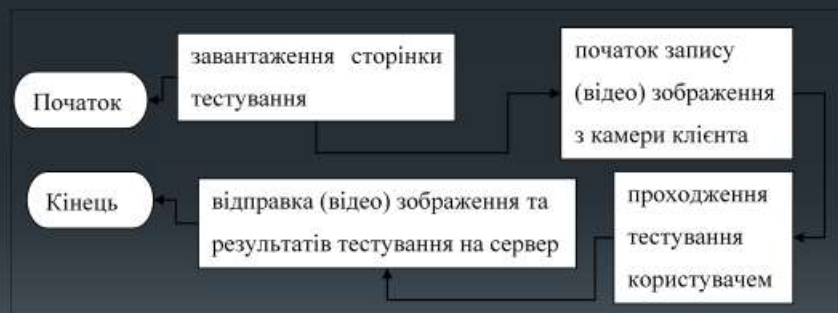 Початок
завантаження сторінки
тестування
початок запису
(відео) зображення
з камери клієнта
проходження
тестування
користувачем
відправка (відео) зображення та
результатів тестування на сервер
Кінець